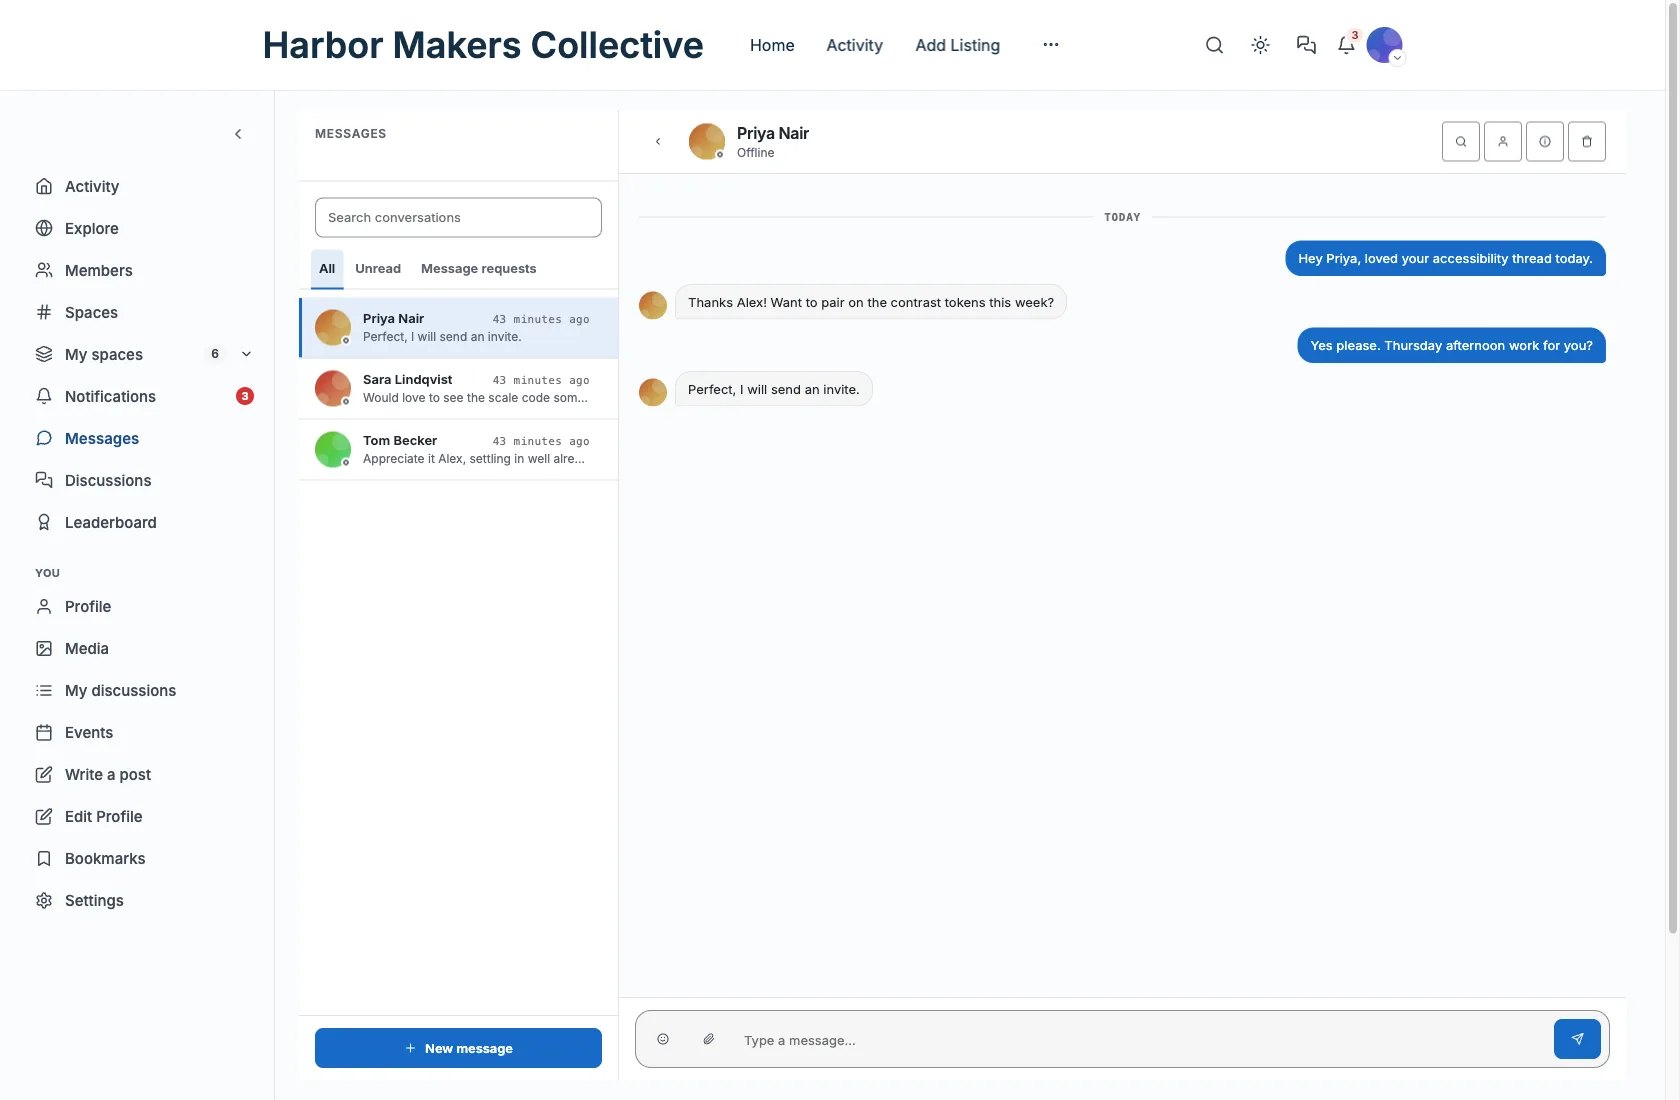 Harbor Makers Collective
Home
Activity
Add Listing
3
Activity
Explore
Members
Spaces
My spaces 6
Notifications 3
Messages
Discussions
Leaderboard
YOU
Profile
Media
My discussions
Events
Write a post
Edit Profile
Bookmarks
Settings
MESSAGES
Search conversations
All
Unread
Message requests
Priya Nair 43 minutes ago
Perfect, I will send an invite.
Sara Lindqvist 43 minutes ago
Would love to see the scale code som...
Tom Becker 43 minutes ago
Appreciate it Alex, settling in well alre...
New message
Priya Nair
Offline
TODAY
Hey Priya, loved your accessibility thread today.
Thanks Alex! Want to pair on the contrast tokens this week?
Yes please. Thursday afternoon work for you?
Perfect, I will send an invite.
Type a message...